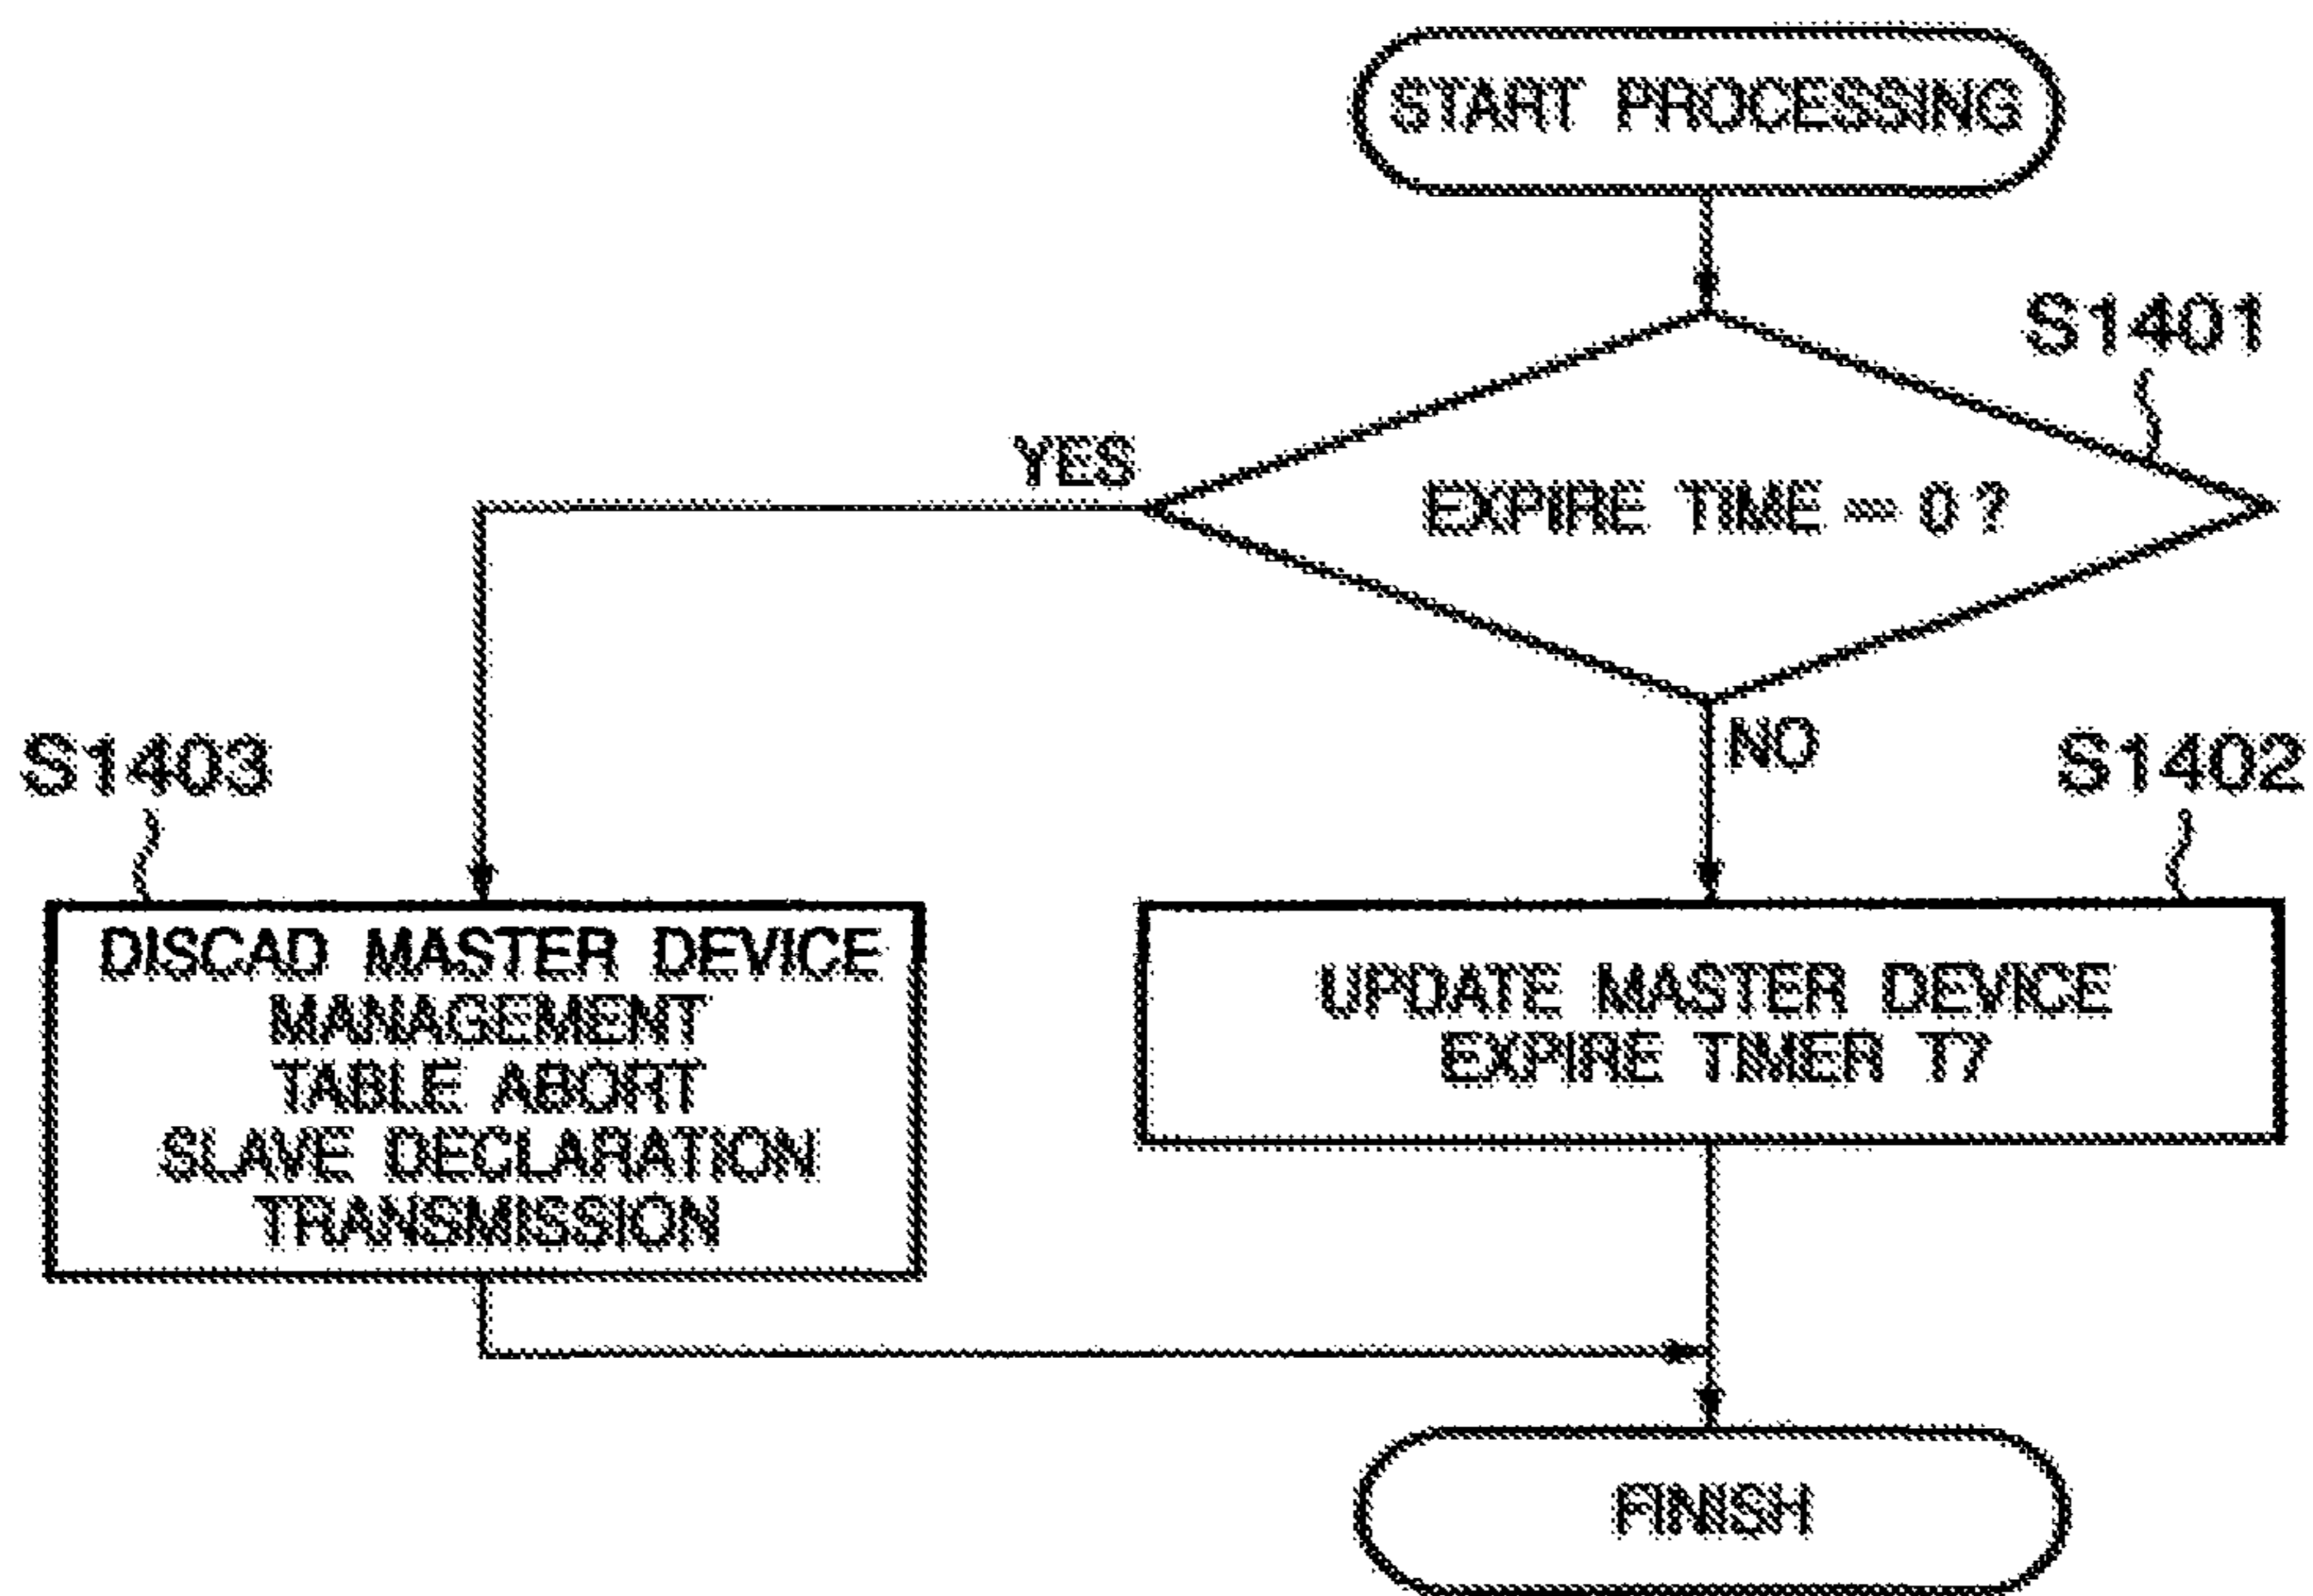 START PROCESSING
S1401
YES
EXPIRE TIME = 0 ?
NO
S1403
S1402
DISCAD MASTER DEVICE
MANAGEMENT
TABLE ABORT
SLAVE DECLARATION
TRANSMISSION
UPDATE MASTER DEVICE
EXPIRE TIMER T7
FINISH